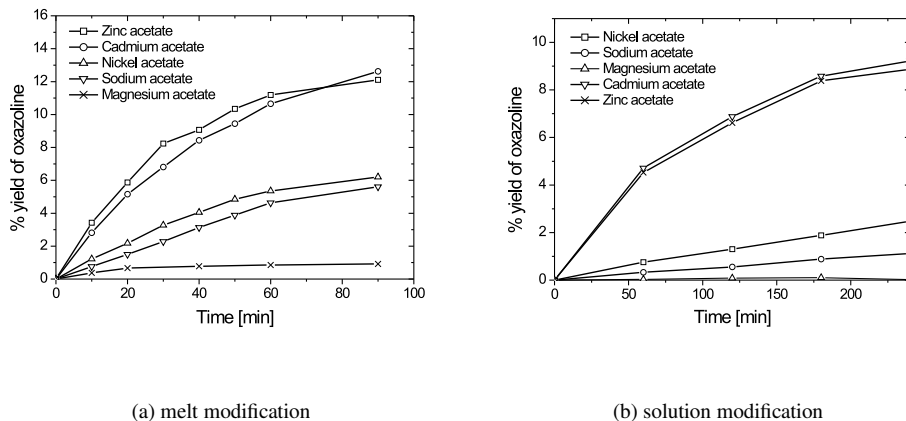 16
14
12
10
8
6
4
2
0
% yield of oxazoline
Zinc acetate
Cadmium acetate
Nickel acetate
Sodium acetate
Magnesium acetate
0 20 40 60 80 100
Time [min]
(a) melt modification
10
8
6
4
2
0
% yield of oxazoline
Nickel acetate
Sodium acetate
Magnesium acetate
Cadmium acetate
Zinc acetate
0 50 100 150 200
Time [min]
(b) solution modification